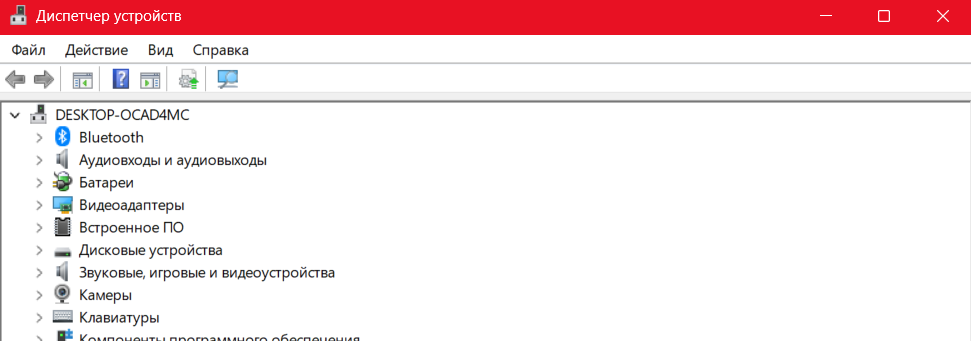 Диспетчер устройств
Файл Действие Вид Справка
DESKTOP-OCAD4MC
Bluetooth
Аудиовходы и аудиовыходы
Батареи
Видеоадаптеры
Встроенное ПО
Дисковые устройства
Звуковые, игровые и видеоустройства
Камеры
Клавиатуры
Компоненты программного обеспечения